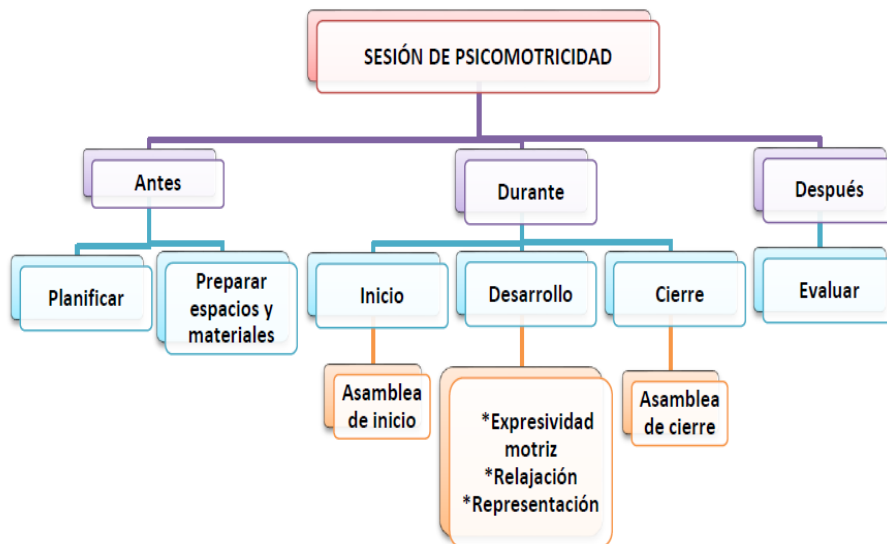 SESIÓN DE PSICOMOTRICIDAD
Antes
Durante
Después
Planificar
Preparar
espacios y
materiales
Inicio
Desarrollo
Cierre
Evaluar
Asamblea
de inicio
*Expresividad
motriz
*Relajación
*Representación
Asamblea
de cierre